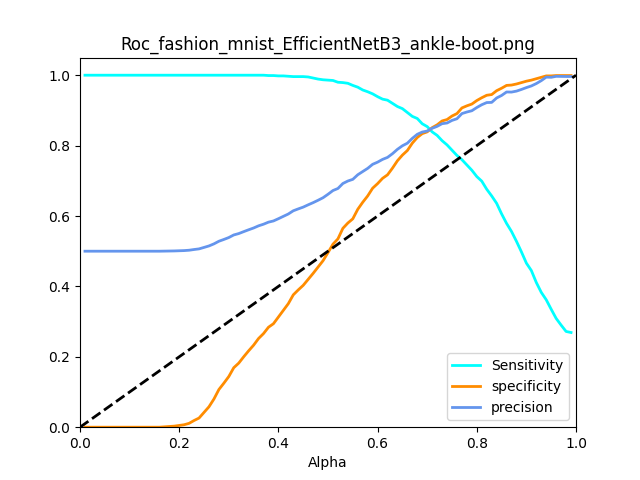 Roc_fashion_mnist_EfficientNetB3_ankle-boot.png
1.0
0.8
0.6
0.4
0.2
0.0
Sensitivity
specificity
precision
0.0 0.2 0.4 0.6 0.8 1.0
Alpha